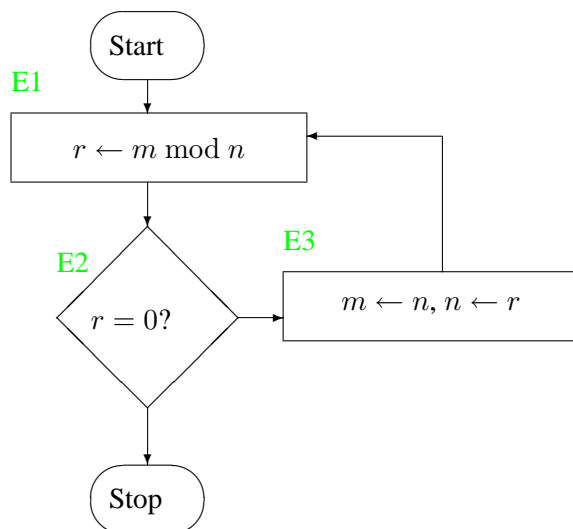 Start
E1
r ← m mod n
E2
r = 0?
E3
m ← n, n ← r
Stop